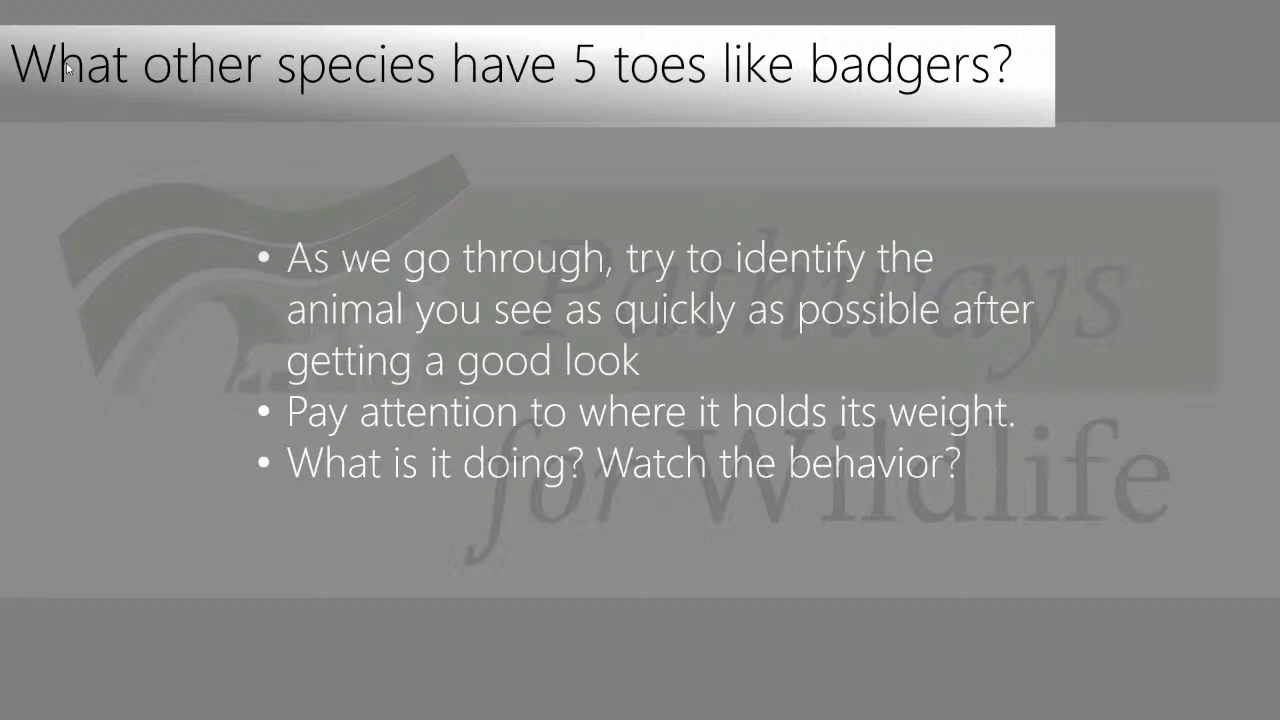 What other species have 5 toes like badgers?
• As we go through, try to identify the
animal you see as quickly as possible after
getting a good look
• Pay attention to where it holds its weight.
• What is it doing? Watch the behavior?
Pathways
for Wildlife